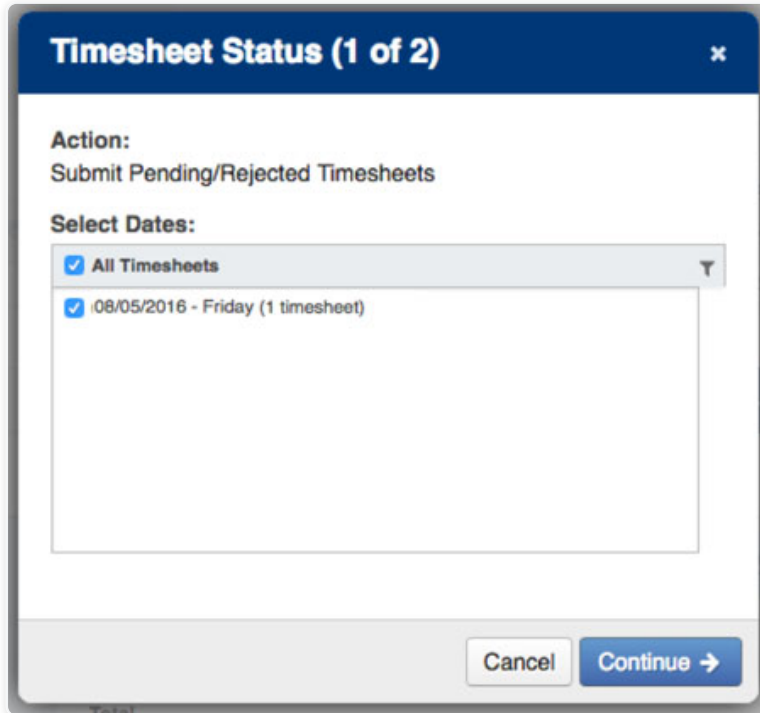 Timesheet Status (1 of 2) ×
Action:
Submit Pending/Rejected Timesheets
Select Dates:
All Timesheets
08/05/2016 - Friday (1 timesheet)
Cancel
Continue →
Total